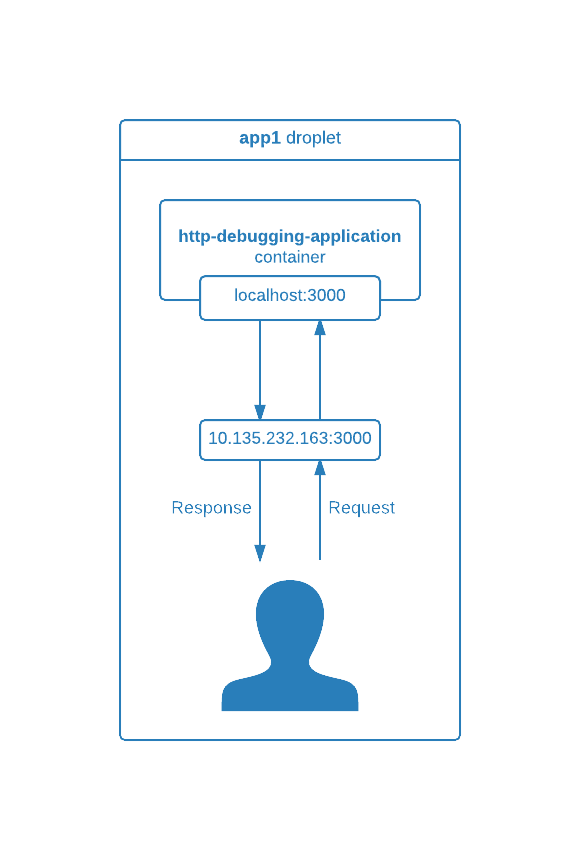 app1 droplet
http-debugging-application
container
localhost:3000
10.135.232.163:3000
Response
Request